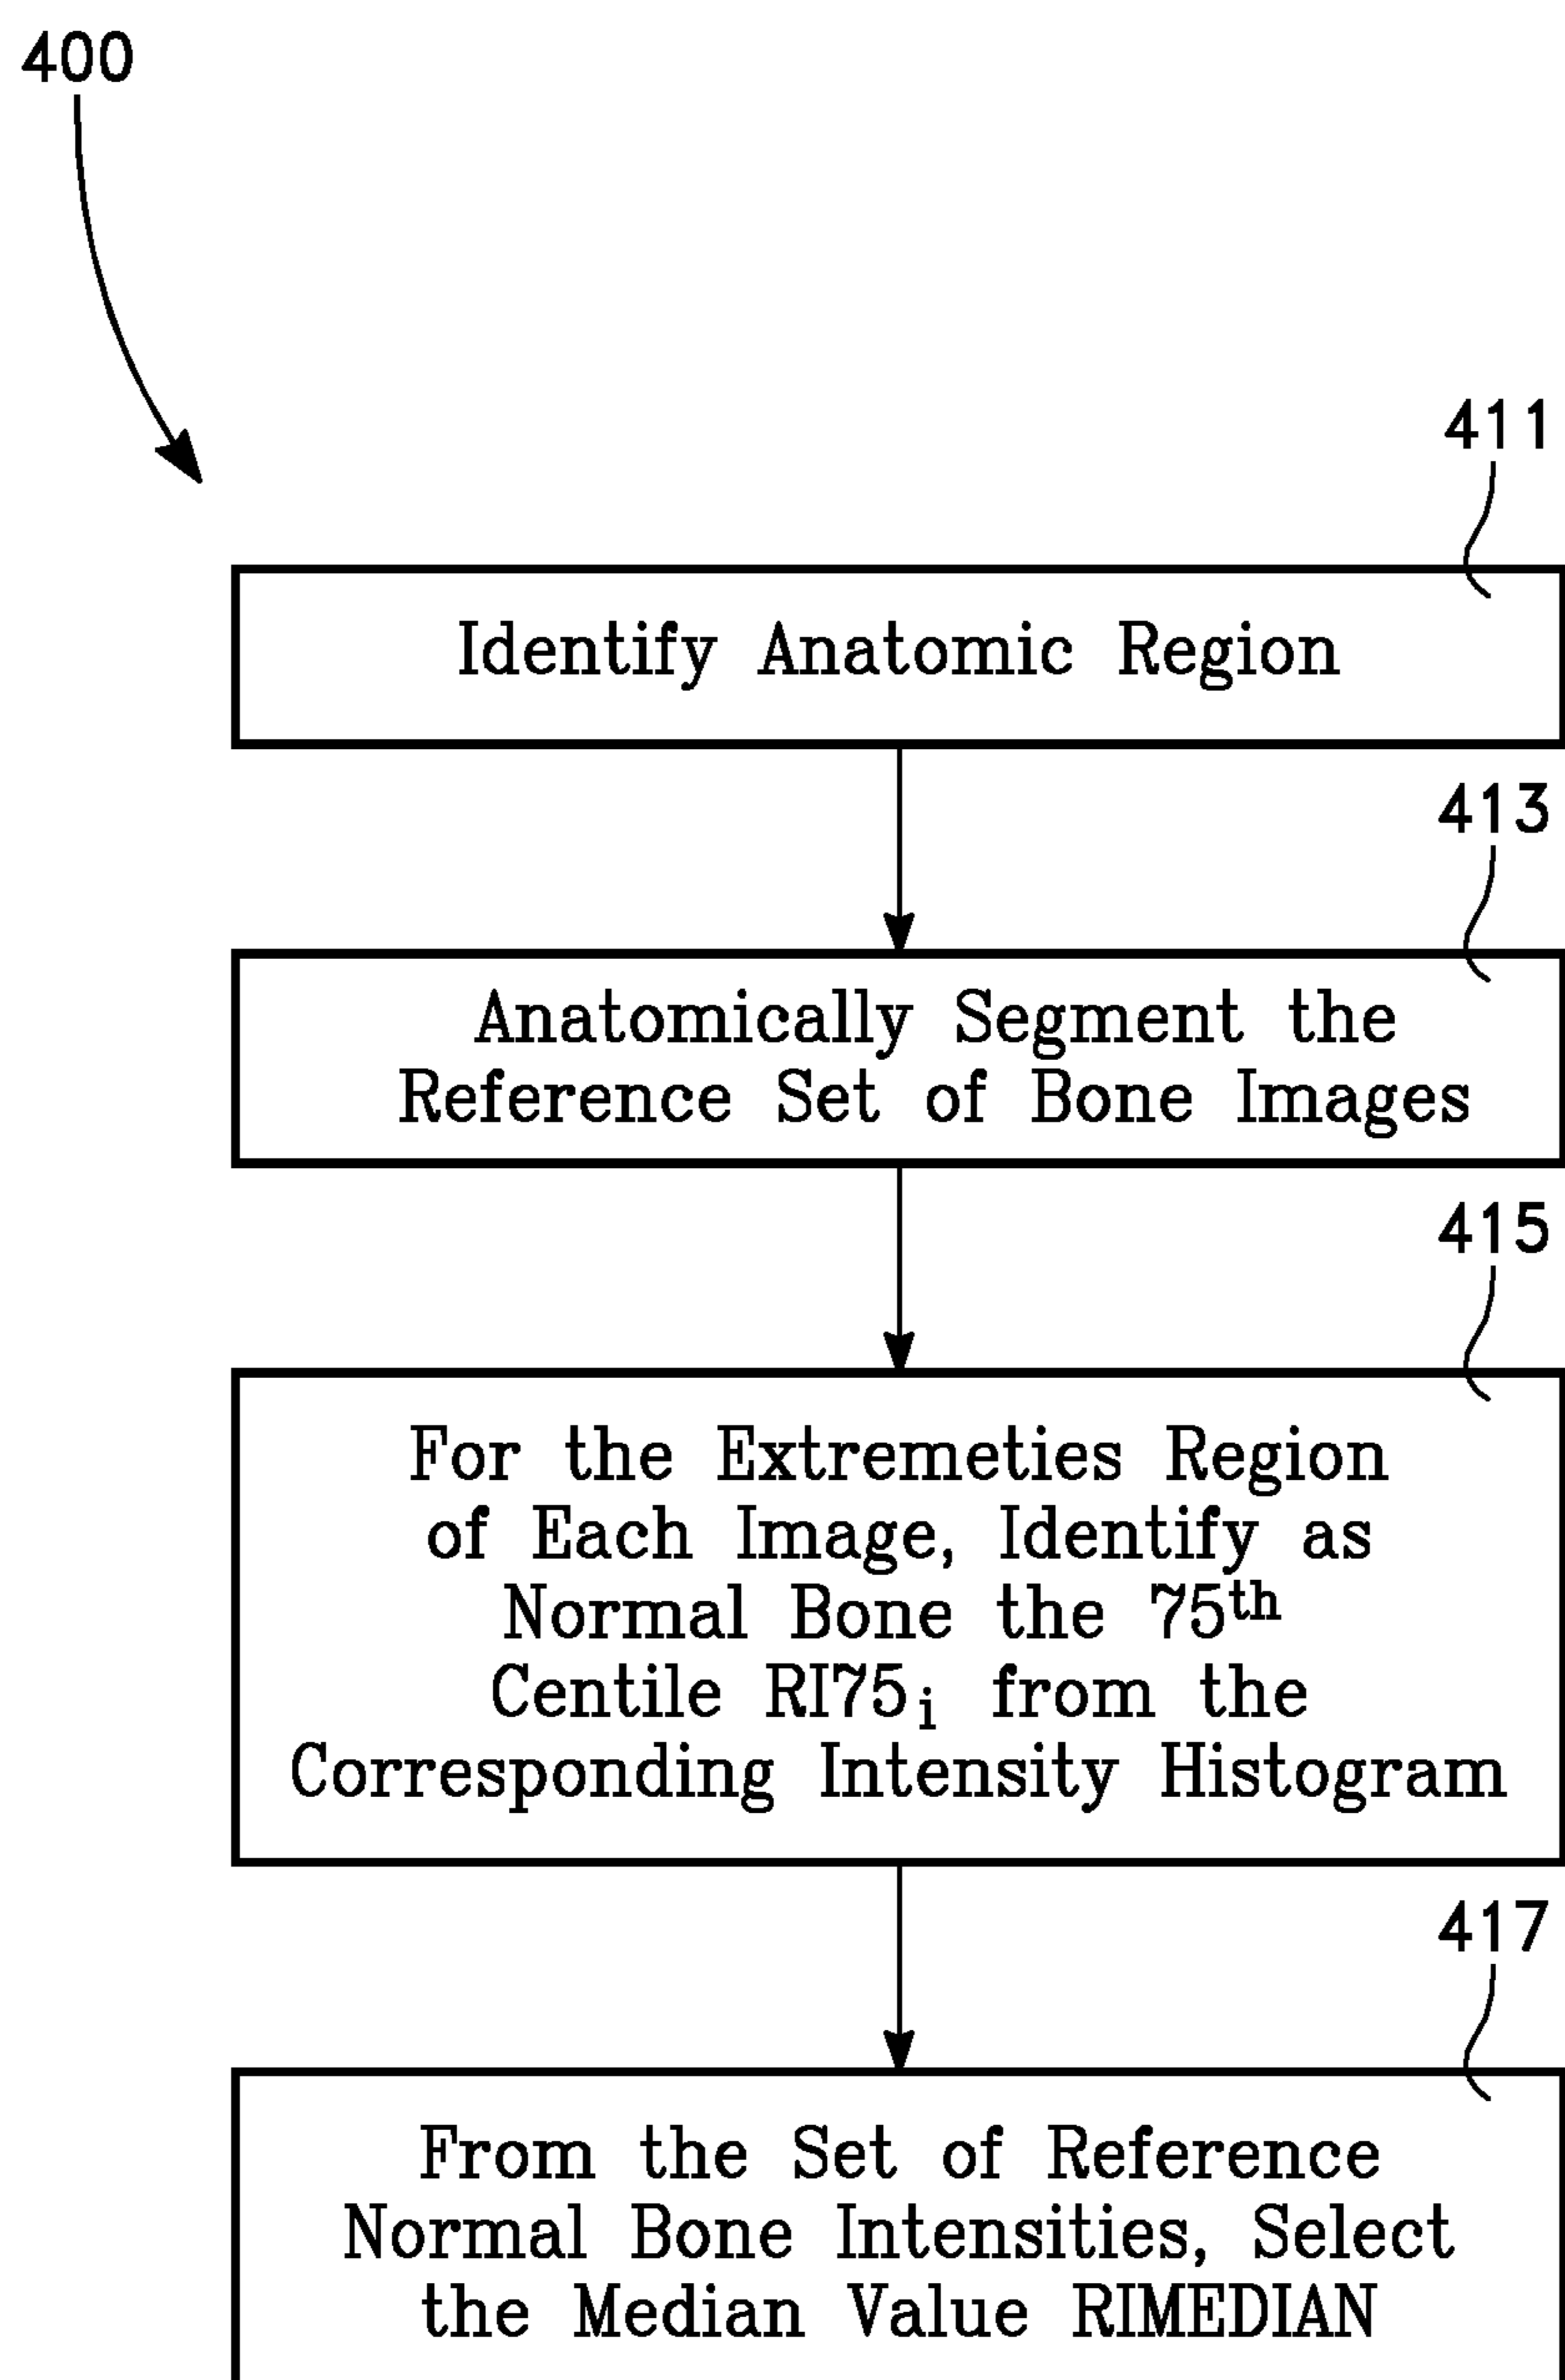 400
411
Identify Anatomic Region
413
Anatomically Segment the
Reference Set of Bone Images
415
For the Extremeties Region
of Each Image, Identify as
Normal Bone the 75th
Centile RI75i from the
Corresponding Intensity Histogram
417
From the Set of Reference
Normal Bone Intensities, Select
the Median Value RIMEDIAN